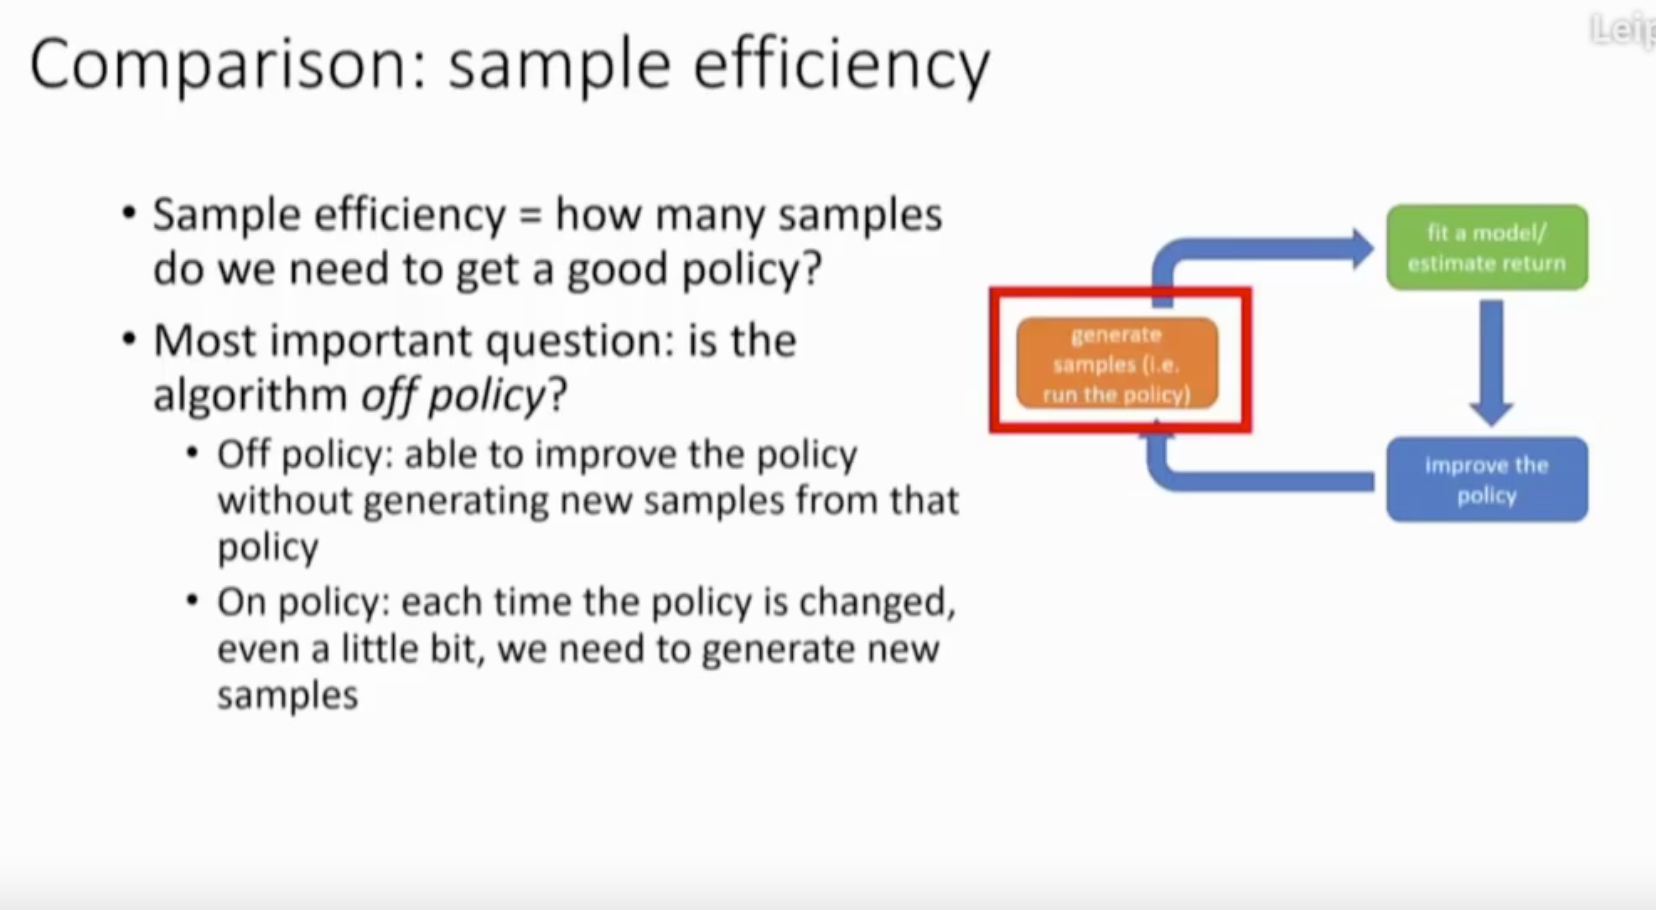 Comparison: sample efficiency
• Sample efficiency = how many samples
do we need to get a good policy?
• Most important question: is the
algorithm off policy?
• Off policy: able to improve the policy
without generating new samples from that
policy
• On policy: each time the policy is changed,
even a little bit, we need to generate new
samples
generate
samples (i.e.
run the policy)
fit a model/
estimate return
improve the
policy